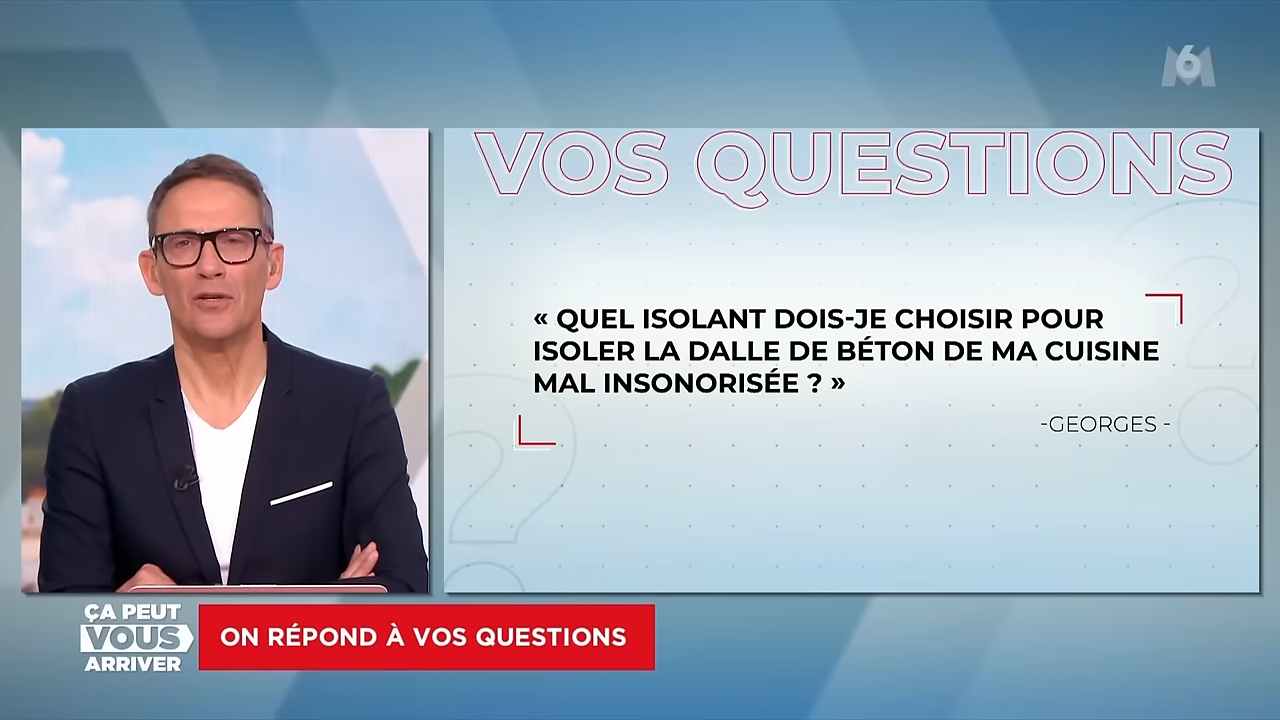 M6
VOS QUESTIONS
« QUEL ISOLANT DOIS-JE CHOISIR POUR
ISOLER LA DALLE DE BÉTON DE MA CUISINE
MAL INSONORISÉE ? »
-GEORGES -
ÇA PEUT
VOUS
ARRIVER
ON RÉPOND À VOS QUESTIONS